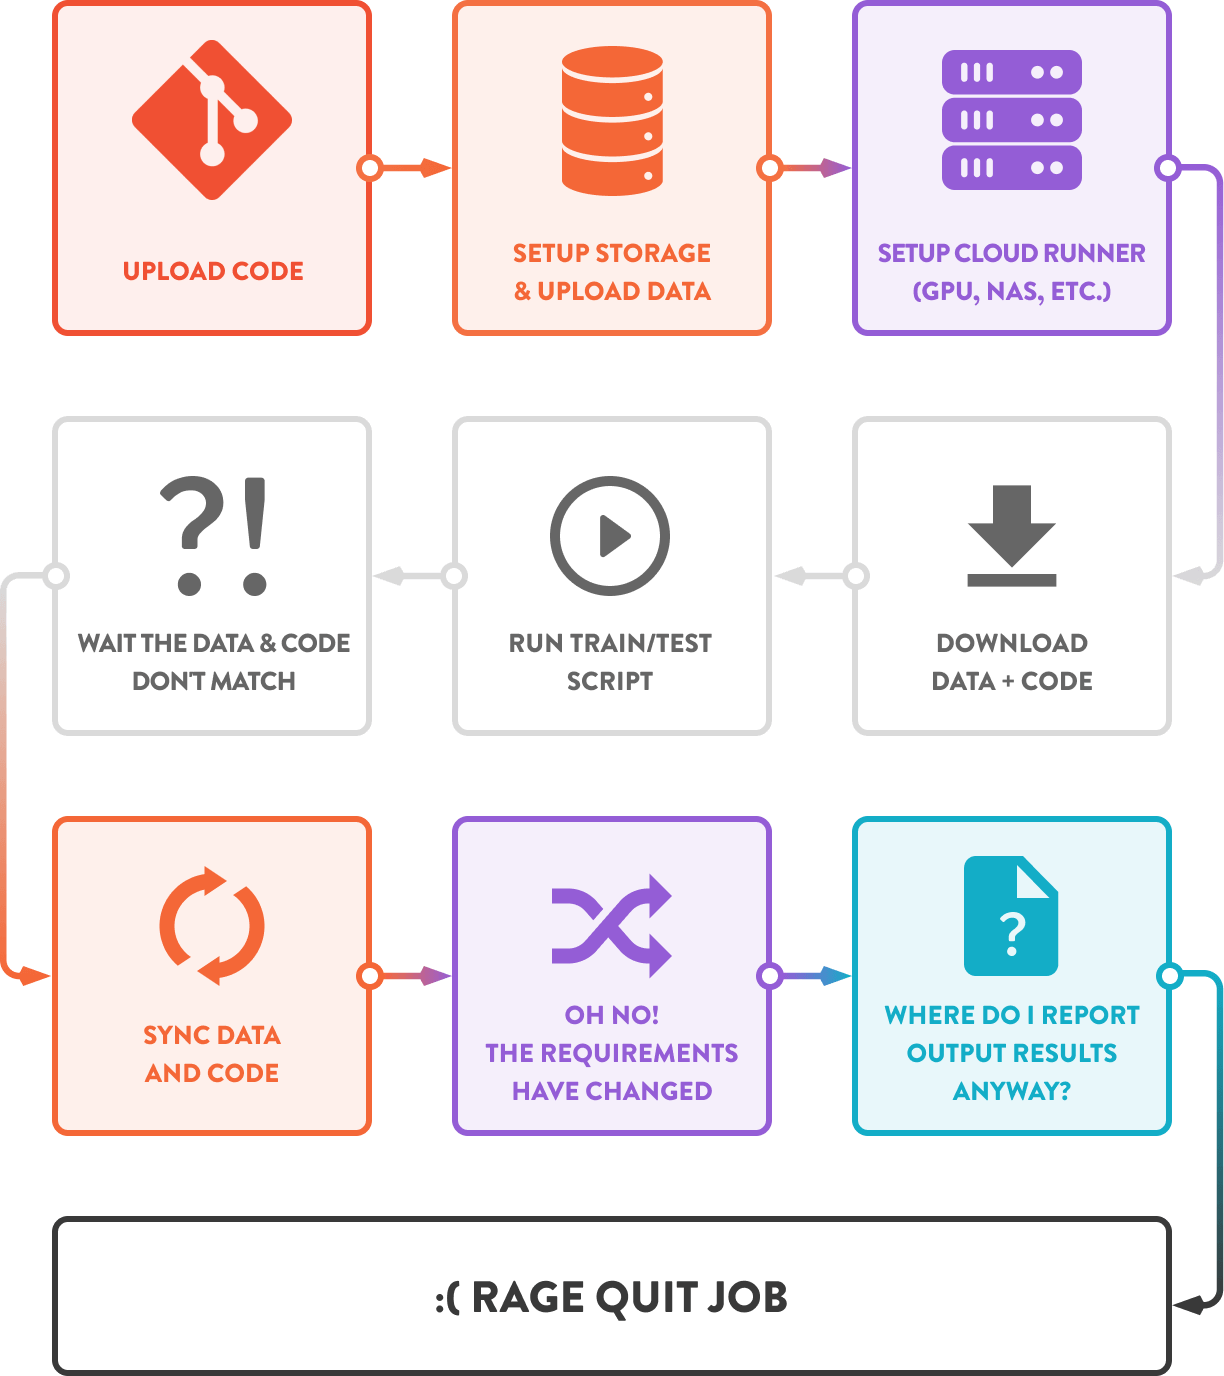 UPLOAD CODE
SETUP STORAGE
& UPLOAD DATA
SETUP CLOUD RUNNER
(GPU, NAS, ETC.)
DOWNLOAD
DATA + CODE
RUN TRAIN/TEST
SCRIPT
?!
WAIT THE DATA & CODE
DON'T MATCH
SYNC DATA
AND CODE
OH NO!
THE REQUIREMENTS
HAVE CHANGED
?
WHERE DO I REPORT
OUTPUT RESULTS
ANYWAY?
:( RAGE QUIT JOB